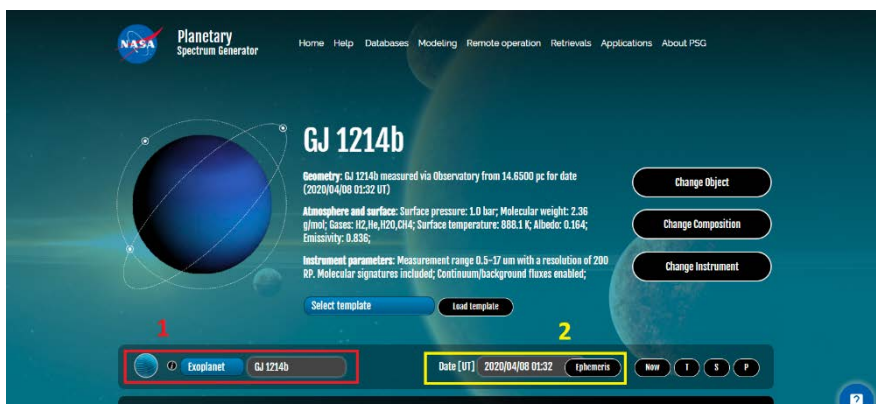 NASA
Planetary
Spectrum Generator
Home Help Databases Modeling Remote operation Retrievals Applications About PSG
GJ 1214b
Geometry: GJ 1214b measured via Observatory from 14.6500 pc for date
(2020/04/08 01:32 UT)
Change Object
Atmosphere and surface: Surface pressure: 1.0 bar; Molecular weight: 2.36
g/mol; Gases: H2,He,H2O,CH4; Surface temperature: 888.1 K; Albedo: 0.164;
Emissivity: 0.836;
Change Composition
Instrument parameters: Measurement range 0.5-17 um with a resolution of 200
RP. Molecular signatures included; Continuum/background fluxes enabled;
Change Instrument
Select template Load template
1 2
i Exoplanet GJ 1214b Date [UT] 2020/04/08 01:32 Ephemeris Now T S P
?